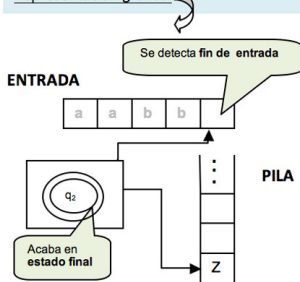 Se detecta fin de entrada
ENTRADA
a a b b
PILA
q₂
Acaba en
estado final
Z